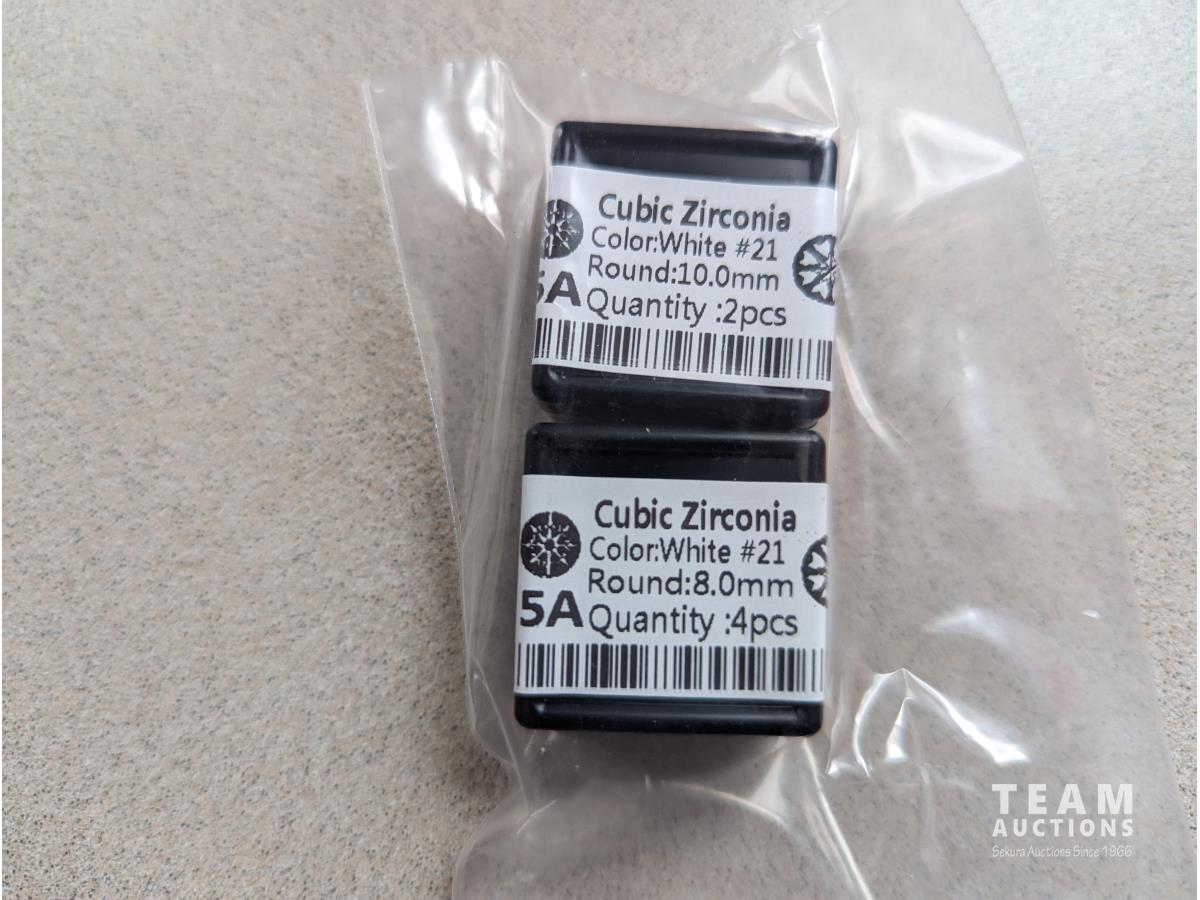 Cubic Zirconia
Color:White #21
Round:10.0mm
5A Quantity :2pcs
Cubic Zirconia
Color:White #21
Round:8.0mm
5A Quantity :4pcs
TEAM
AUCTIONS
Sekura Auctions Since 1966